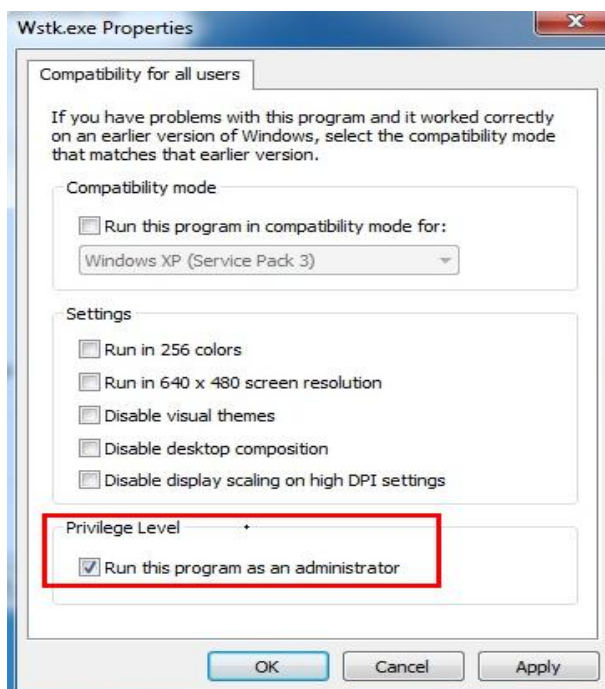 Wstk.exe Properties
Compatibility for all users
If you have problems with this program and it worked correctly
on an earlier version of Windows, select the compatibility mode
that matches that earlier version.
Compatibility mode
Run this program in compatibility mode for:
Windows XP (Service Pack 3)
Settings
Run in 256 colors
Run in 640 x 480 screen resolution
Disable visual themes
Disable desktop composition
Disable display scaling on high DPI settings
Privilege Level
Run this program as an administrator
OK Cancel Apply